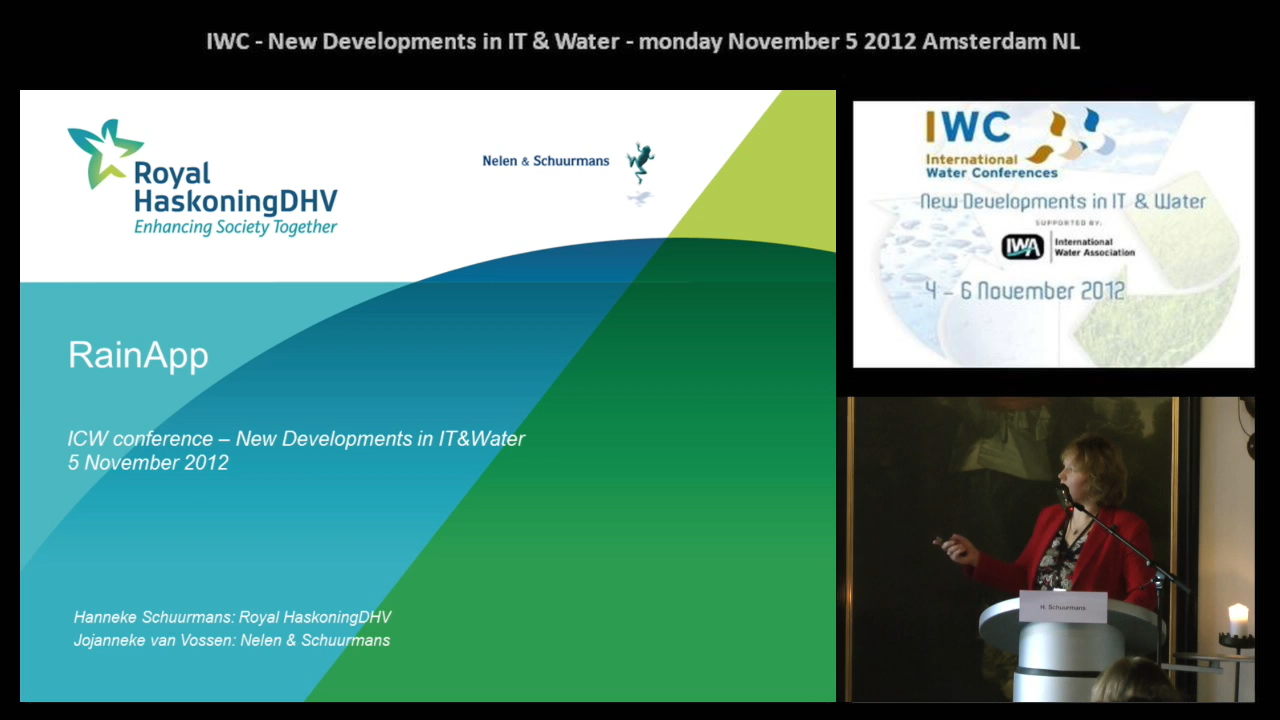 IWC - New Developments in IT & Water - monday November 5 2012 Amsterdam NL
Royal
HaskoningDHV
Enhancing Society Together
Nelen & Schuurmans
RainApp
ICW conference – New Developments in IT&Water
5 November 2012
Hanneke Schuurmans: Royal HaskoningDHV
Jojanneke van Vossen: Nelen & Schuurmans
IWC
International
Water Conferences
New Developments in IT & Water
SUPPORTED BY:
IWA
International
Water Association
4 – 6 November 2012
H. Schuurmans